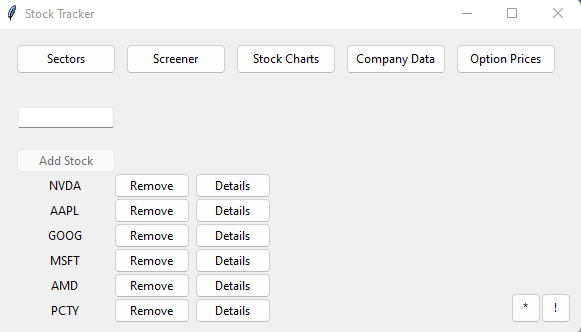 Stock Tracker
Sectors Screener Stock Charts Company Data Option Prices
Add Stock
NVDA Remove Details
AAPL Remove Details
GOOG Remove Details
MSFT Remove Details
AMD Remove Details
PCTY Remove Details
* !